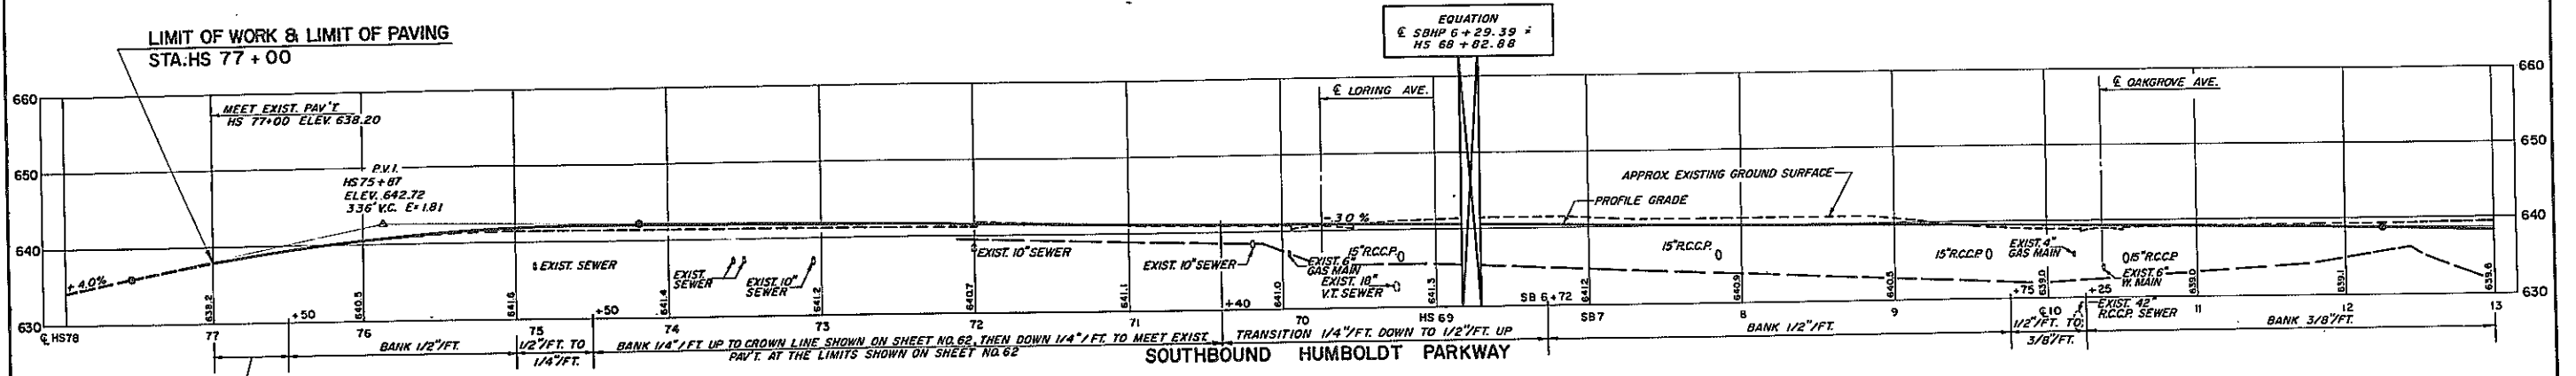 LIMIT OF WORK & LIMIT OF PAVING
STA:HS 77+00
EQUATION
℄ SBHP 6+29.39 =
HS 68+82.88
660
650
640
630
MEET EXIST. PAV'T.
HS 77+00 ELEV. 638.20
P.V.I.
HS 75+87
ELEV. 642.72
336' V.C. E=1.81
+4.0%
℄ LORING AVE.
-.30%
APPROX. EXISTING GROUND SURFACE
PROFILE GRADE
℄ OAKGROVE AVE.
660
650
640
630
EXIST. SEWER
EXIST.
SEWER
EXIST. 10"
SEWER
EXIST. 10" SEWER
EXIST. 10" SEWER
EXIST. 6"
GAS MAIN
15" R.C.C.P.
EXIST. 18"
V.T. SEWER
15" R.C.C.P.
15" R.C.C.P.
EXIST. 4"
GAS MAIN
15" R.C.C.P.
EXIST. 6"
W. MAIN
EXIST. 42"
R.C.C.P. SEWER
638.2
640.5
641.6
641.4
641.2
640.7
641.1
641.0
641.3
641.2
640.9
640.5
639.0
639.0
639.1
639.6
℄ HS78
77
+50
76
75
+50
74
73
72
71
+40
70
HS 69
SB 6+72
SB7
8
9
+75
℄10
+25
11
12
13
BANK 1/2"/FT.
1/2"/FT. TO
1/4"/FT.
BANK 1/4"/FT UP TO CROWN LINE SHOWN ON SHEET NO.62, THEN DOWN 1/4"/FT. TO MEET EXIST.
PAV'T. AT THE LIMITS SHOWN ON SHEET NO.62
TRANSITION 1/4"/FT. DOWN TO 1/2"/FT. UP
BANK 1/2"/FT.
1/2"/FT. TO
3/8"/FT.
BANK 3/8"/FT.
SOUTHBOUND HUMBOLDT PARKWAY